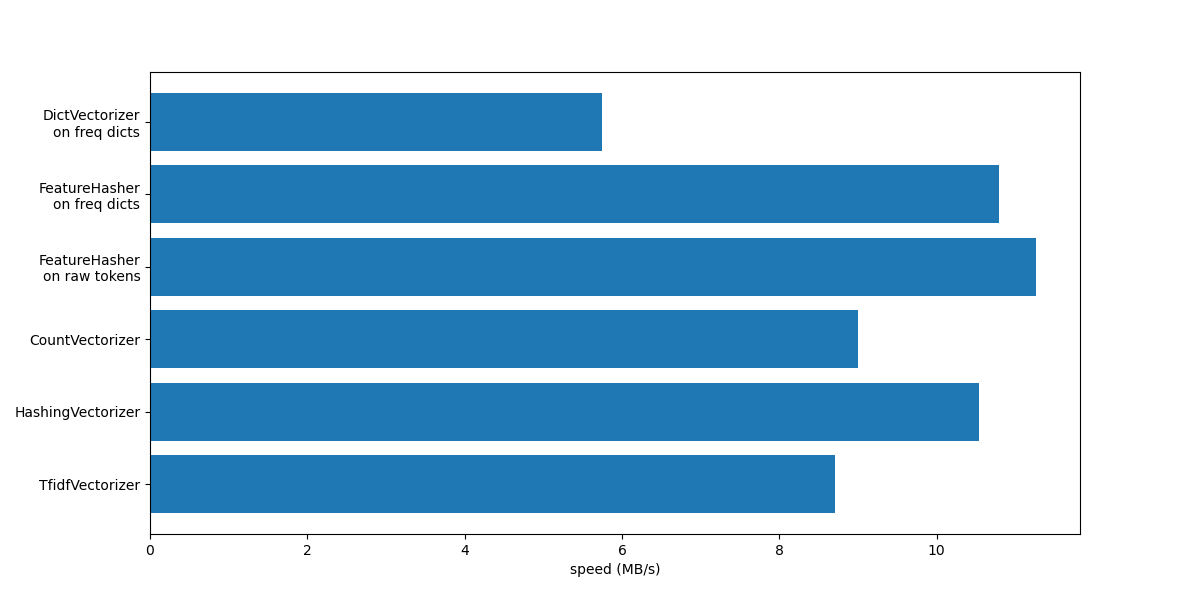 DictVectorizer
on freq dicts
FeatureHasher
on freq dicts
FeatureHasher
on raw tokens
CountVectorizer
HashingVectorizer
TfidfVectorizer
0 2 4 6 8 10
speed (MB/s)